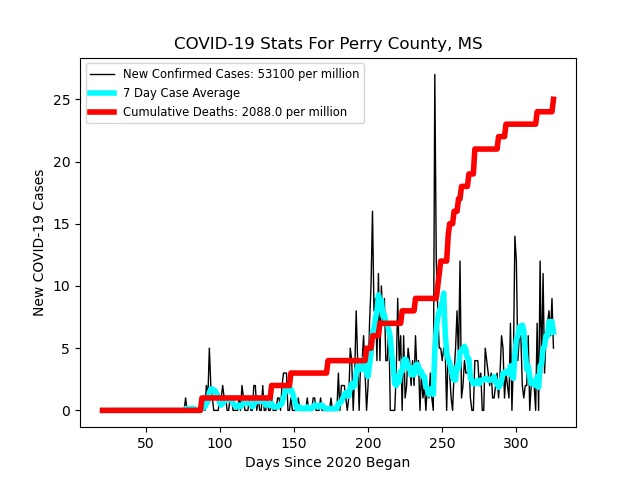 COVID-19 Stats For Perry County, MS
New Confirmed Cases: 53100 per million
7 Day Case Average
Cumulative Deaths: 2088.0 per million
New COVID-19 Cases
25
20
15
10
5
0
50 100 150 200 250 300
Days Since 2020 Began